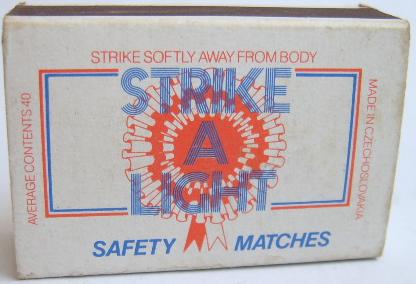 STRIKE SOFTLY AWAY FROM BODY
STRIKE
A
LIGHT
SAFETY MATCHES
AVERAGE CONTENTS 40
MADE IN CZECHOSLOVAKIA